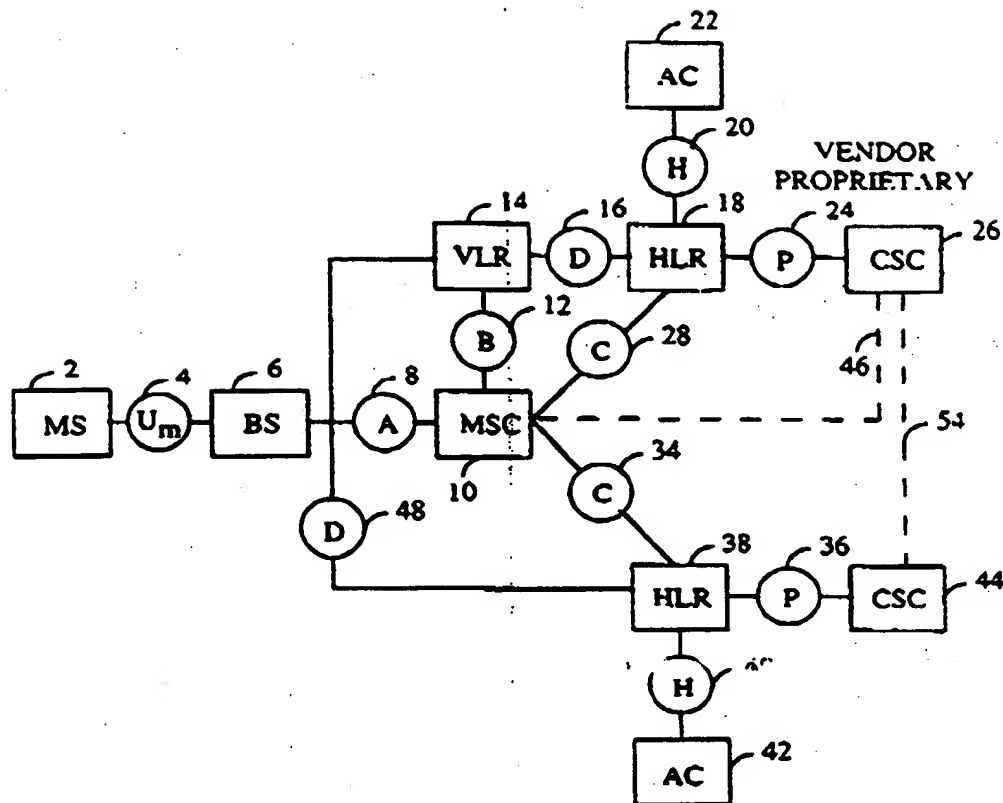 22
AC
20
H
VENDOR
PROPRIETARY
14
16
18
24
26
VLR
D
HLR
P
CSC
12
B
C
28
46
2
4
6
8
MS
Um
BS
A
MSC
54
10
34
C
48
D
38
36
HLR
P
CSC
44
H
AC
42